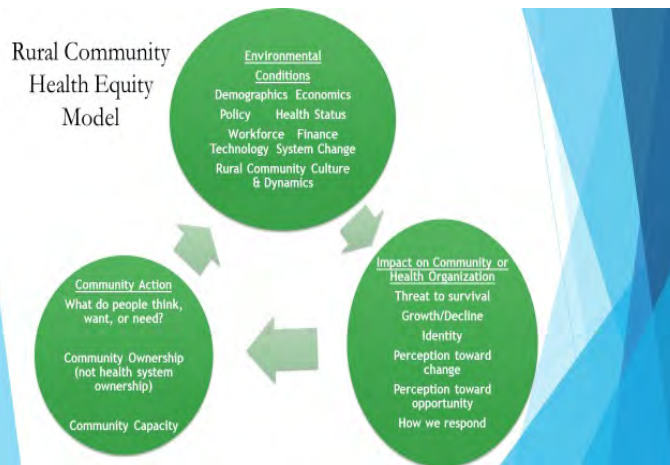 Rural Community
Health Equity
Model
Environmental
Conditions
Demographics Economics
Policy Health Status
Workforce Finance
Technology System Change
Rural Community Culture
& Dynamics
Impact on Community or
Health Organization
Threat to survival
Growth/Decline
Identity
Perception toward
change
Perception toward
opportunity
How we respond
Community Action
What do people think,
want, or need?
Community Ownership
(not health system
ownership)
Community Capacity